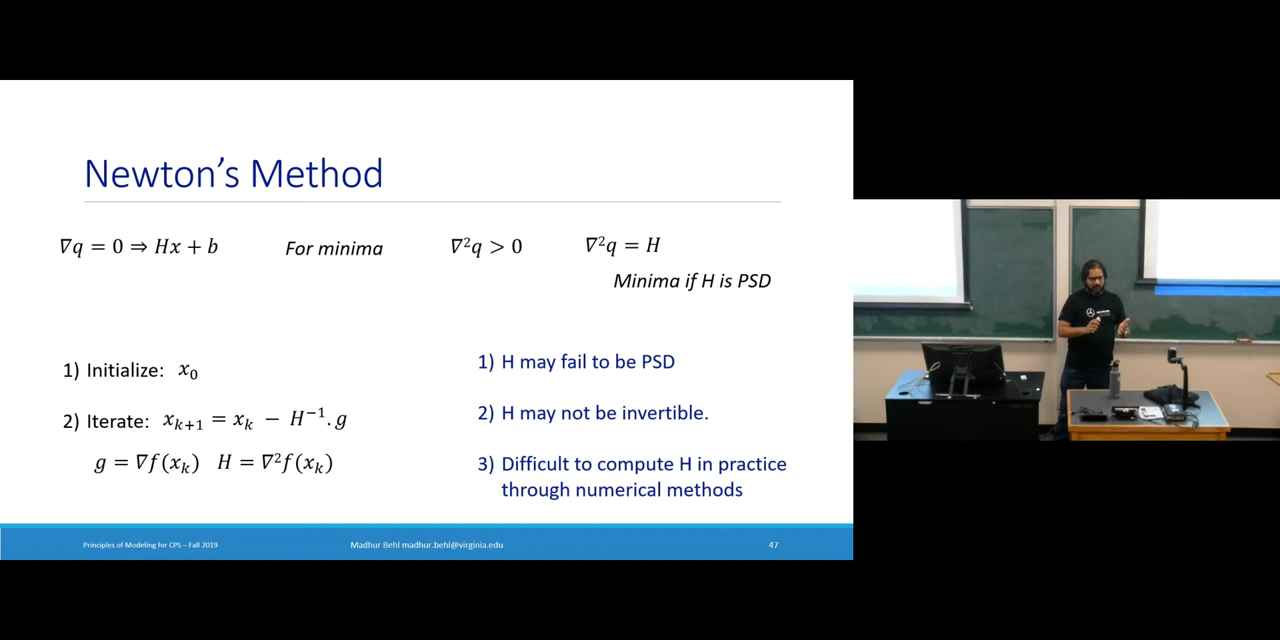 Newton's Method
∇q = 0 ⇒ Hx + b For minima ∇²q > 0 ∇²q = H
Minima if H is PSD
1) Initialize: x₀
2) Iterate: xₖ₊₁ = xₖ − H⁻¹.g
g = ∇f(xₖ) H = ∇²f(xₖ)
1) H may fail to be PSD
2) H may not be invertible.
3) Difficult to compute H in practice
through numerical methods
Principles of Modeling for CPS – Fall 2019 Madhur Behl madhur.behl@virginia.edu 47